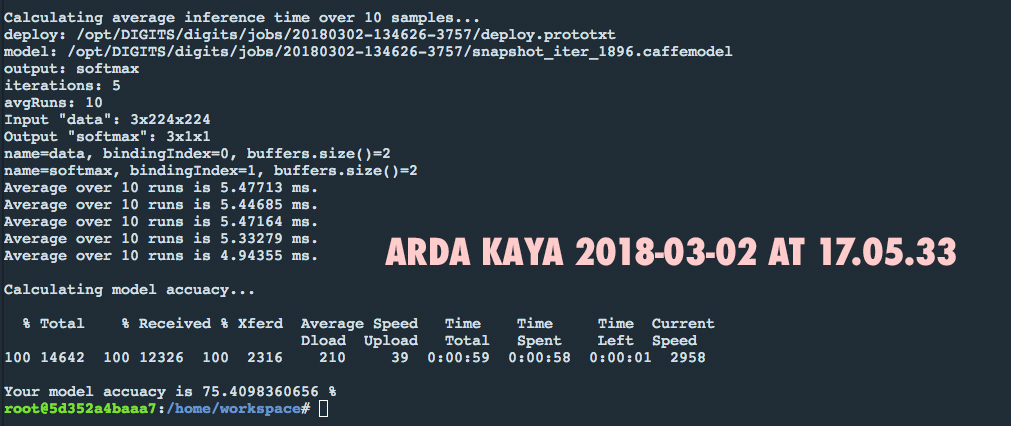 Calculating average inference time over 10 samples...
deploy: /opt/DIGITS/digits/jobs/20180302-134626-3757/deploy.prototxt
model: /opt/DIGITS/digits/jobs/20180302-134626-3757/snapshot_iter_1896.caffemodel
output: softmax
iterations: 5
avgRuns: 10
Input "data": 3x224x224
Output "softmax": 3x1x1
name=data, bindingIndex=0, buffers.size()=2
name=softmax, bindingIndex=1, buffers.size()=2
Average over 10 runs is 5.47713 ms.
Average over 10 runs is 5.44685 ms.
Average over 10 runs is 5.47164 ms.
Average over 10 runs is 5.33279 ms.
Average over 10 runs is 4.94355 ms.
ARDA KAYA 2018-03-02 AT 17.05.33
Calculating model accuacy...
% Total % Received % Xferd Average Speed Time Time Time Current
Dload Upload Total Spent Left Speed
100 14642 100 12326 100 2316 210 39 0:00:59 0:00:58 0:00:01 2958
Your model accuacy is 75.4098360656 %
root@5d352a4baaa7:/home/workspace#